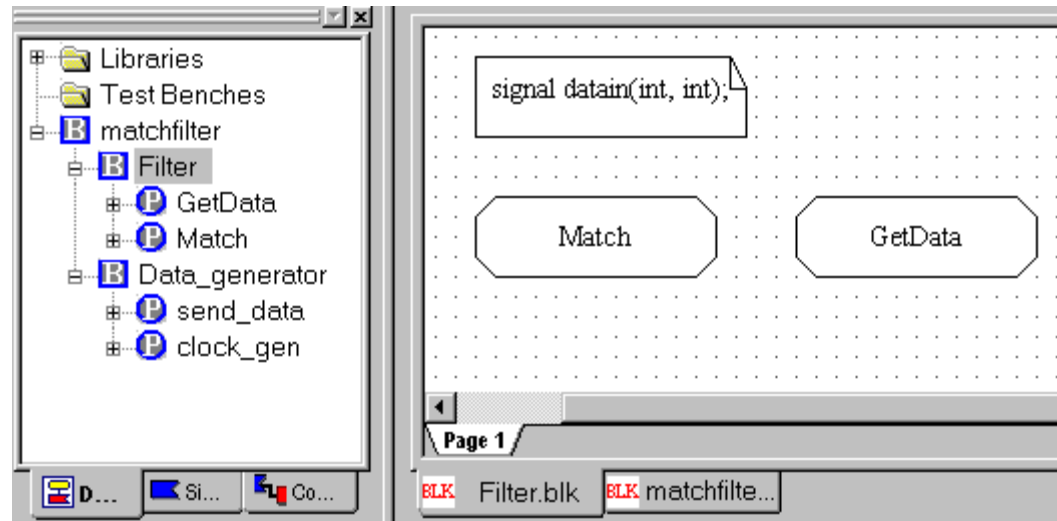 Libraries
Test Benches
B matchfilter
B Filter
P GetData
P Match
B Data_generator
P send_data
P clock_gen
D... Si... Co...
signal datain(int, int);
Match GetData
Page 1
BLK Filter.blk BLK matchfilte...